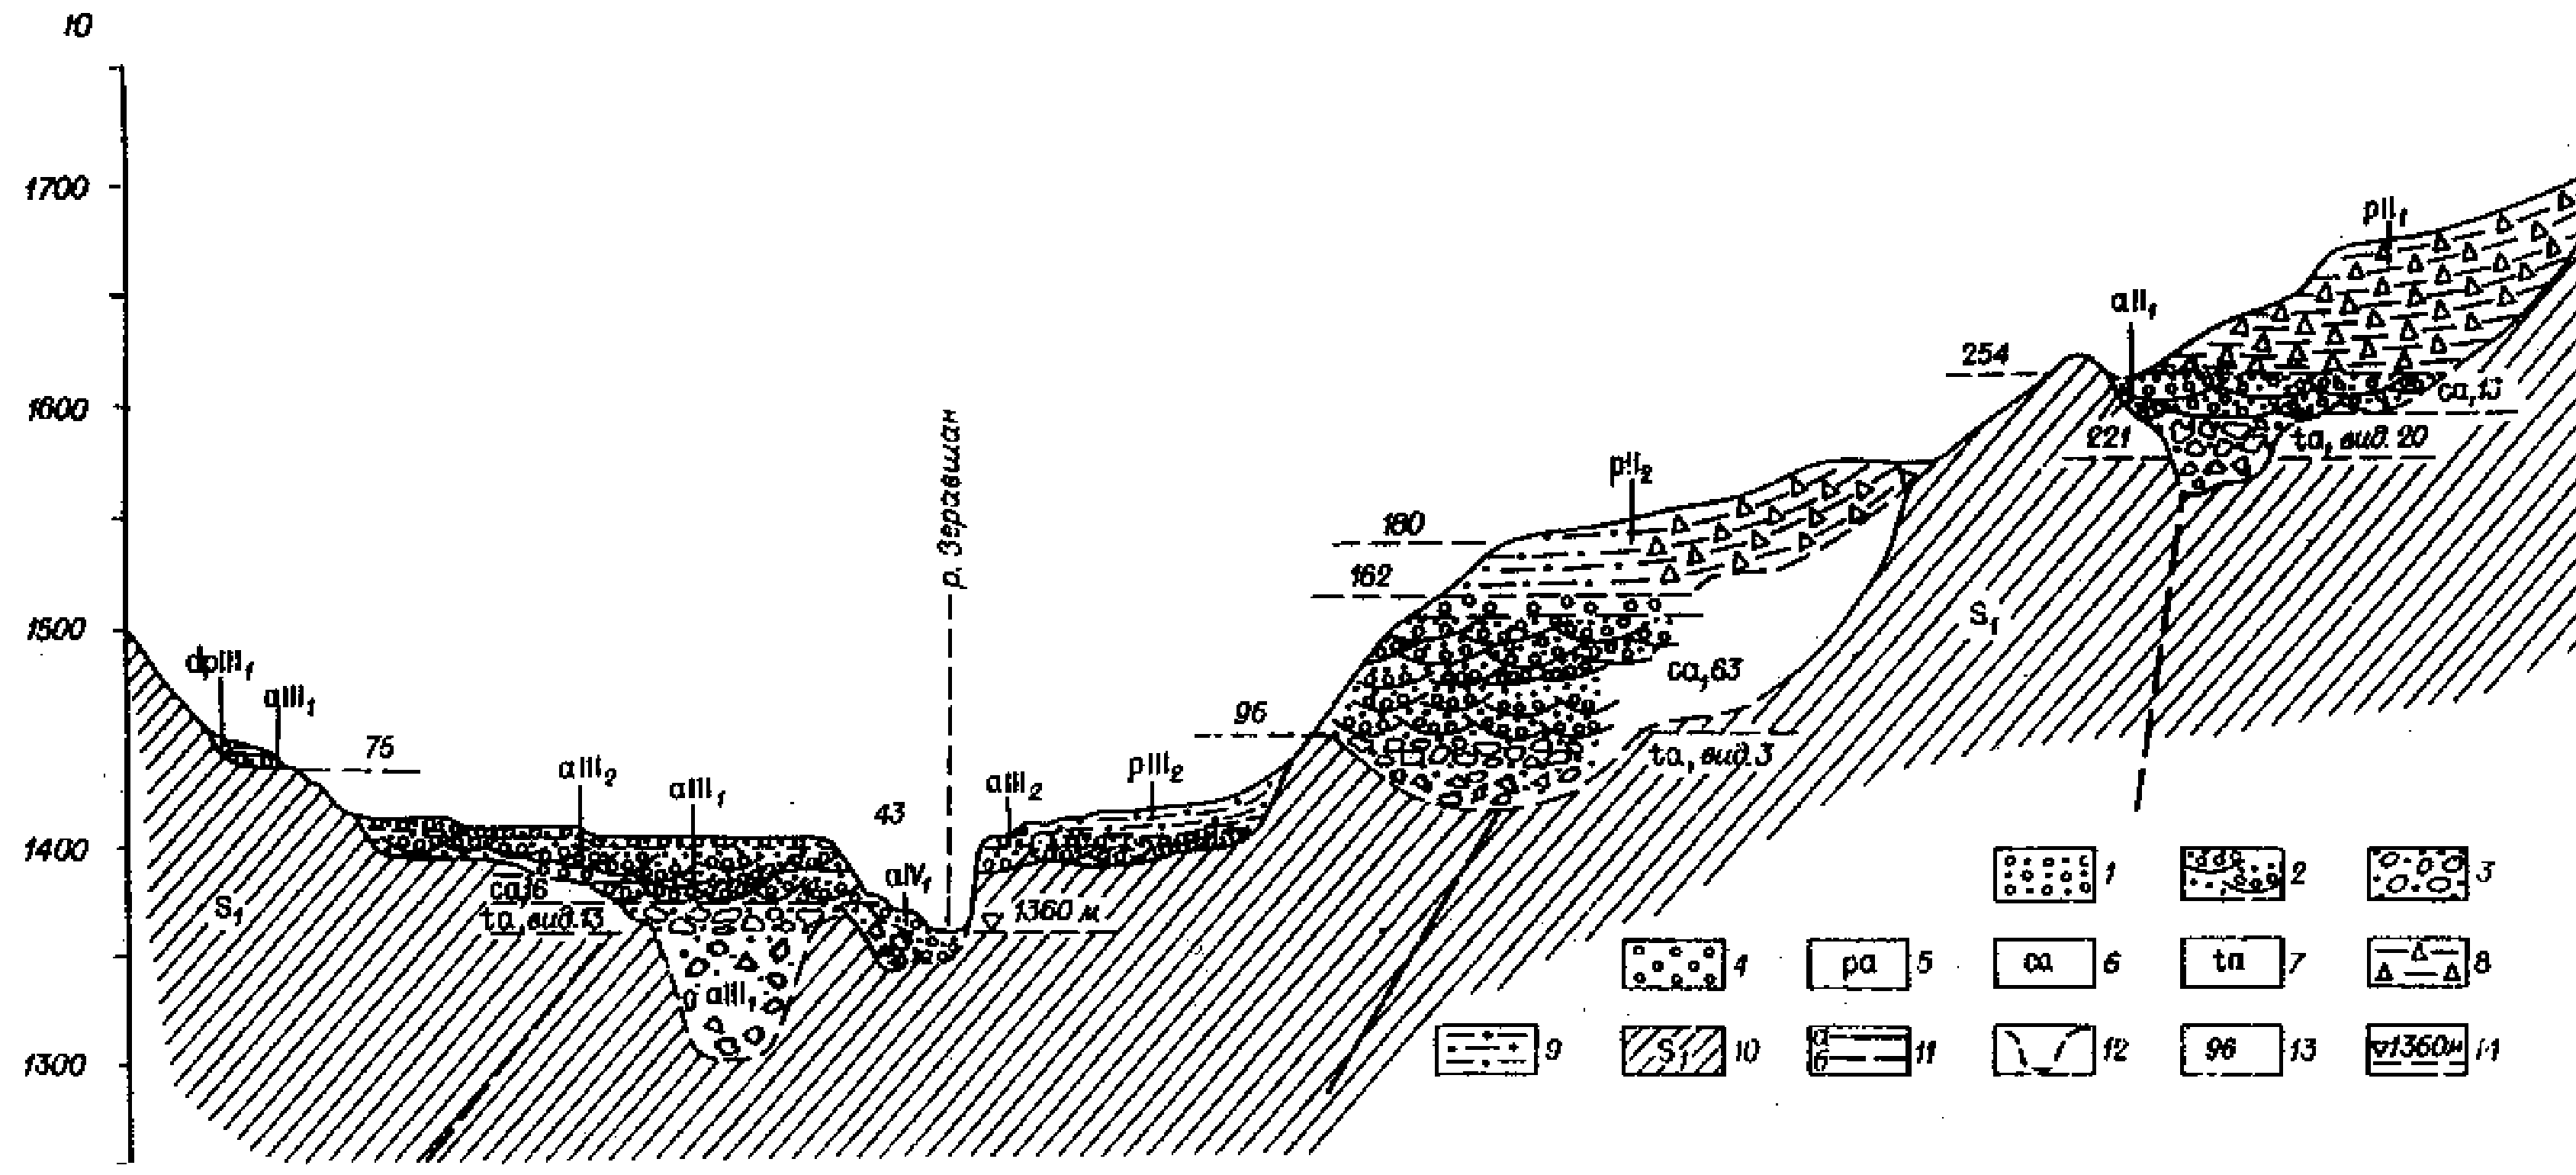 10
1700
1600
1500
1400
1300
dpIII₁
aIII₁
75
aIII₂
aIII₁
43
р. Зеравшан
aIII₂
pIII₂
aIV₁
са,16
ta, вид.13
S₁
g aIII₁
1360 м
96
162
180
pII₂
са,63
ta, вид.3
S₁
254
221
aII₁
pII₁
са,13
ta, вид.20
1
2
3
4
pa 5
ca 6
ta 7
8
9
S₁ 10
а
б 11
12
96 13
1360м 14